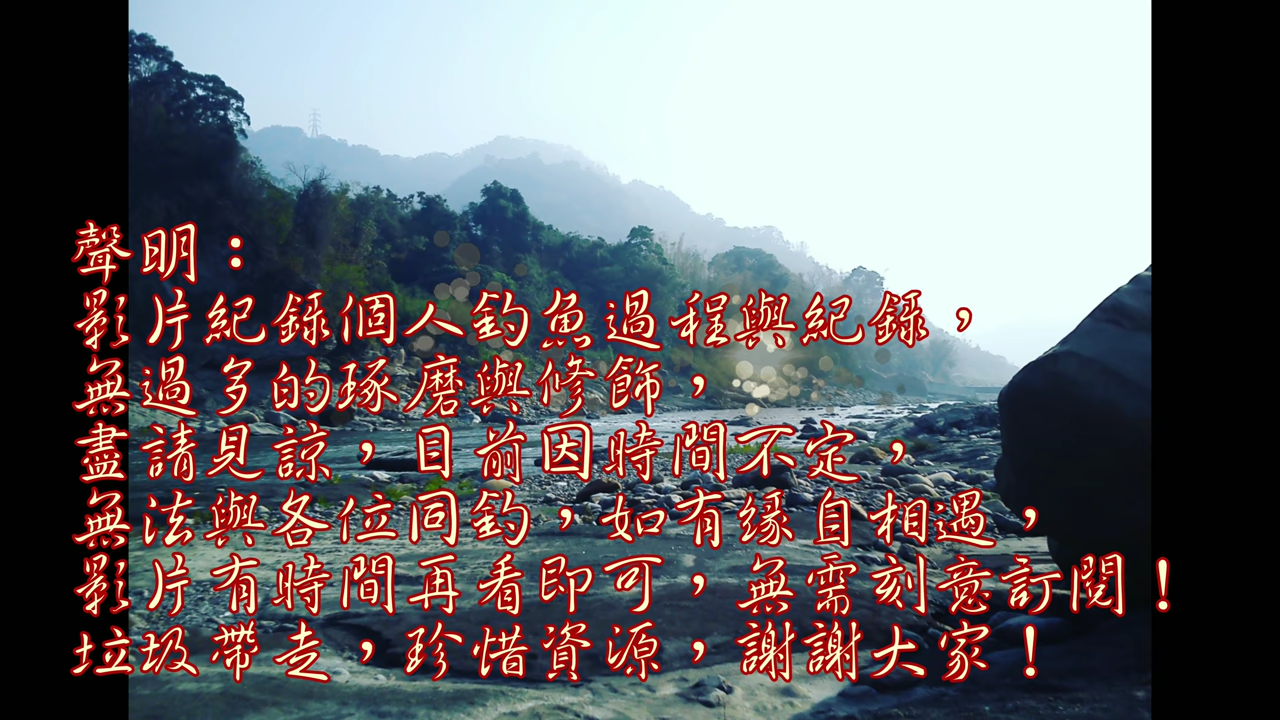 聲明：
影片紀錄個人釣魚過程與紀錄，
無過多的琢磨與修飾，
盡請見諒，目前因時間不定，
無法與各位同釣，如有緣自相遇，
影片有時間再看即可，無需刻意訂閱！
垃圾帶走，珍惜資源，謝謝大家！